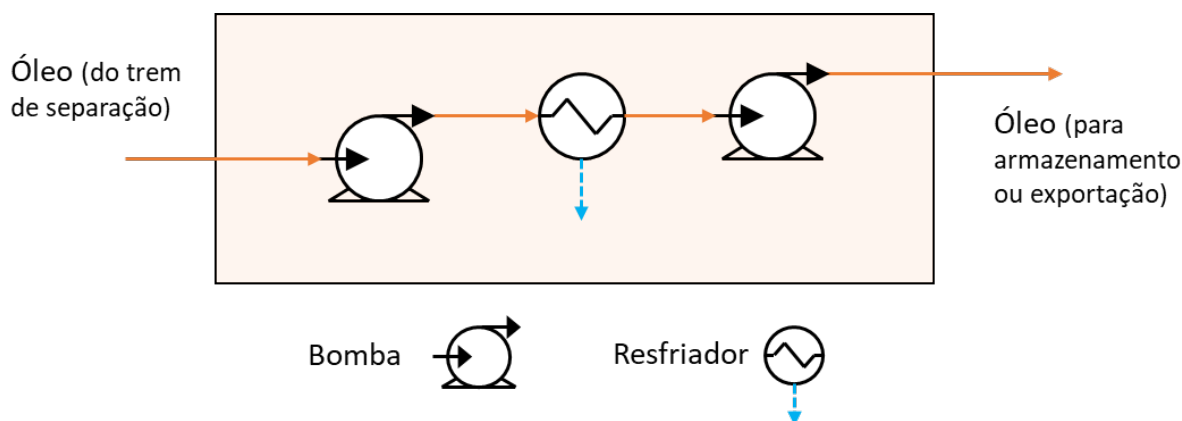 Óleo (do trem
de separação)
Óleo (para
armazenamento
ou exportação)
Bomba
Resfriador